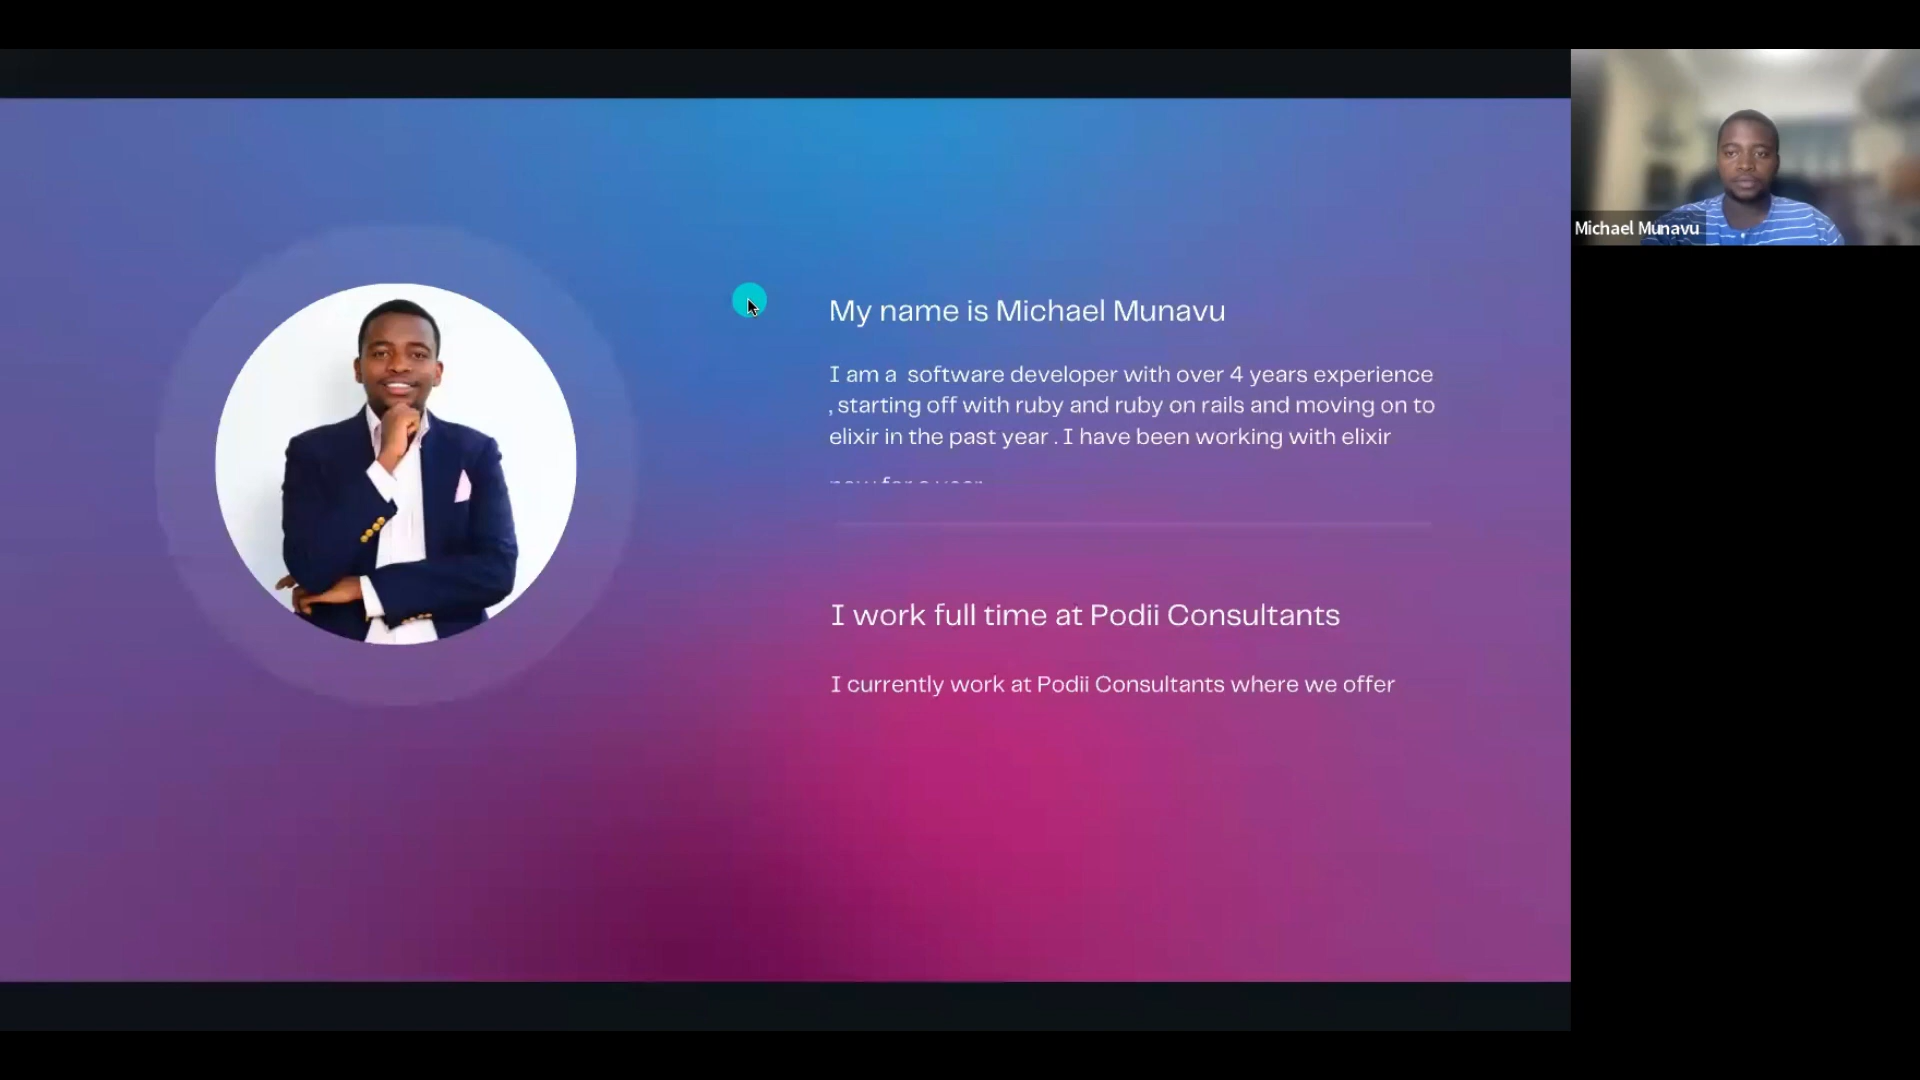 My name is Michael Munavu
I am a software developer with over 4 years experience
, starting off with ruby and ruby on rails and moving on to
elixir in the past year . I have been working with elixir
I work full time at Podii Consultants
I currently work at Podii Consultants where we offer
Michael Munavu